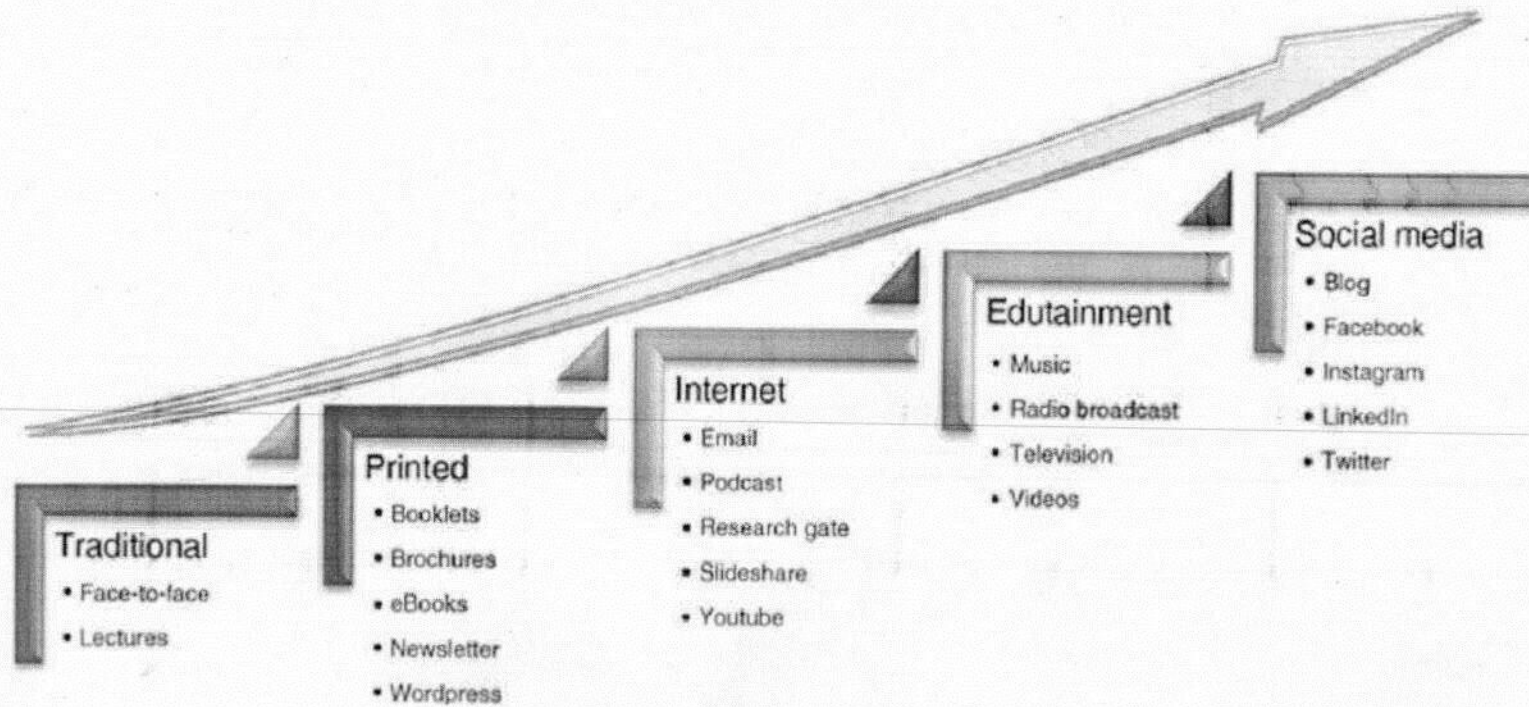 Traditional
• Face-to-face
• Lectures
Printed
• Booklets
• Brochures
• eBooks
• Newsletter
• Wordpress
Internet
• Email
• Podcast
• Research gate
• Slideshare
• Youtube
Edutainment
• Music
• Radio broadcast
• Television
• Videos
Social media
• Blog
• Facebook
• Instagram
• LinkedIn
• Twitter